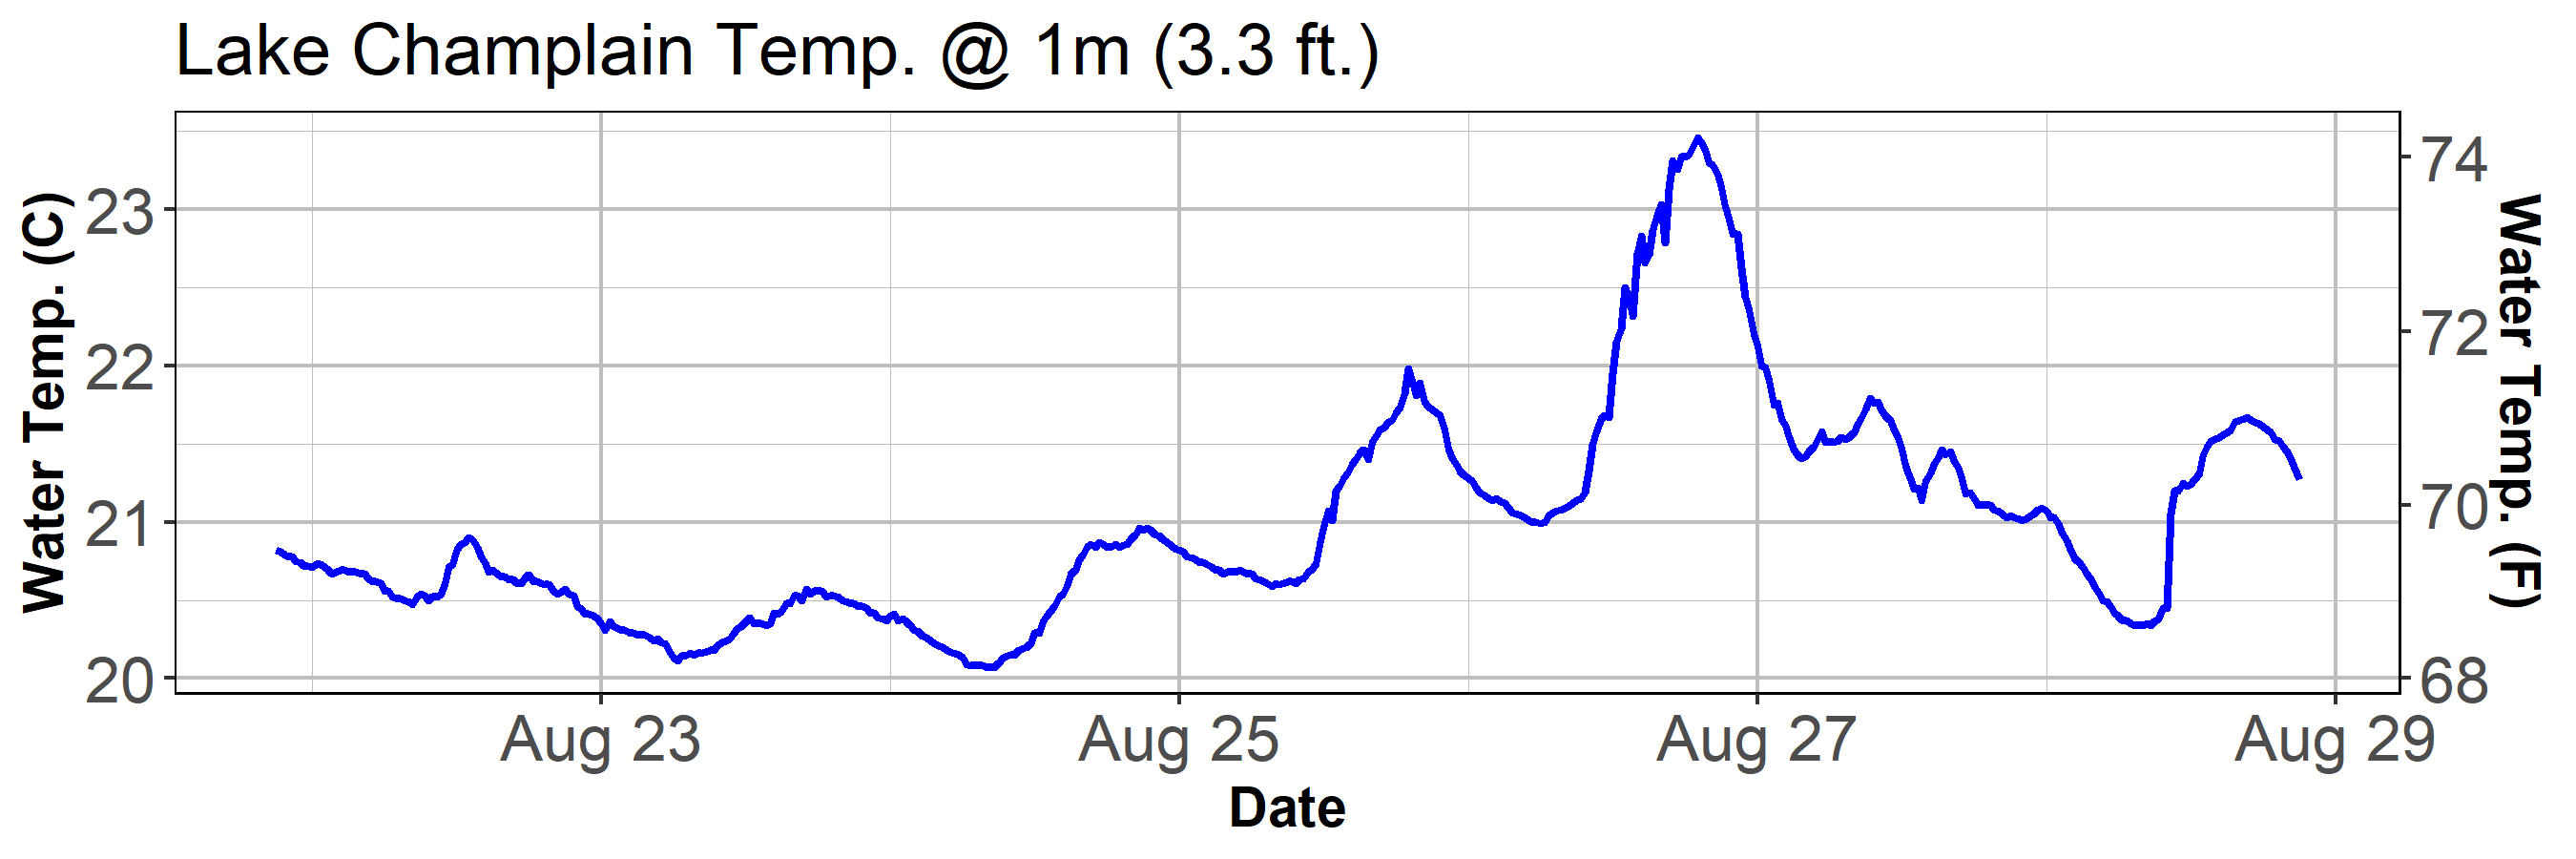 Lake Champlain Temp. @ 1m (3.3 ft.)
Water Temp. (C)
23
22
21
20
74
72
70
68
Water Temp. (F)
Aug 23
Aug 25
Aug 27
Aug 29
Date